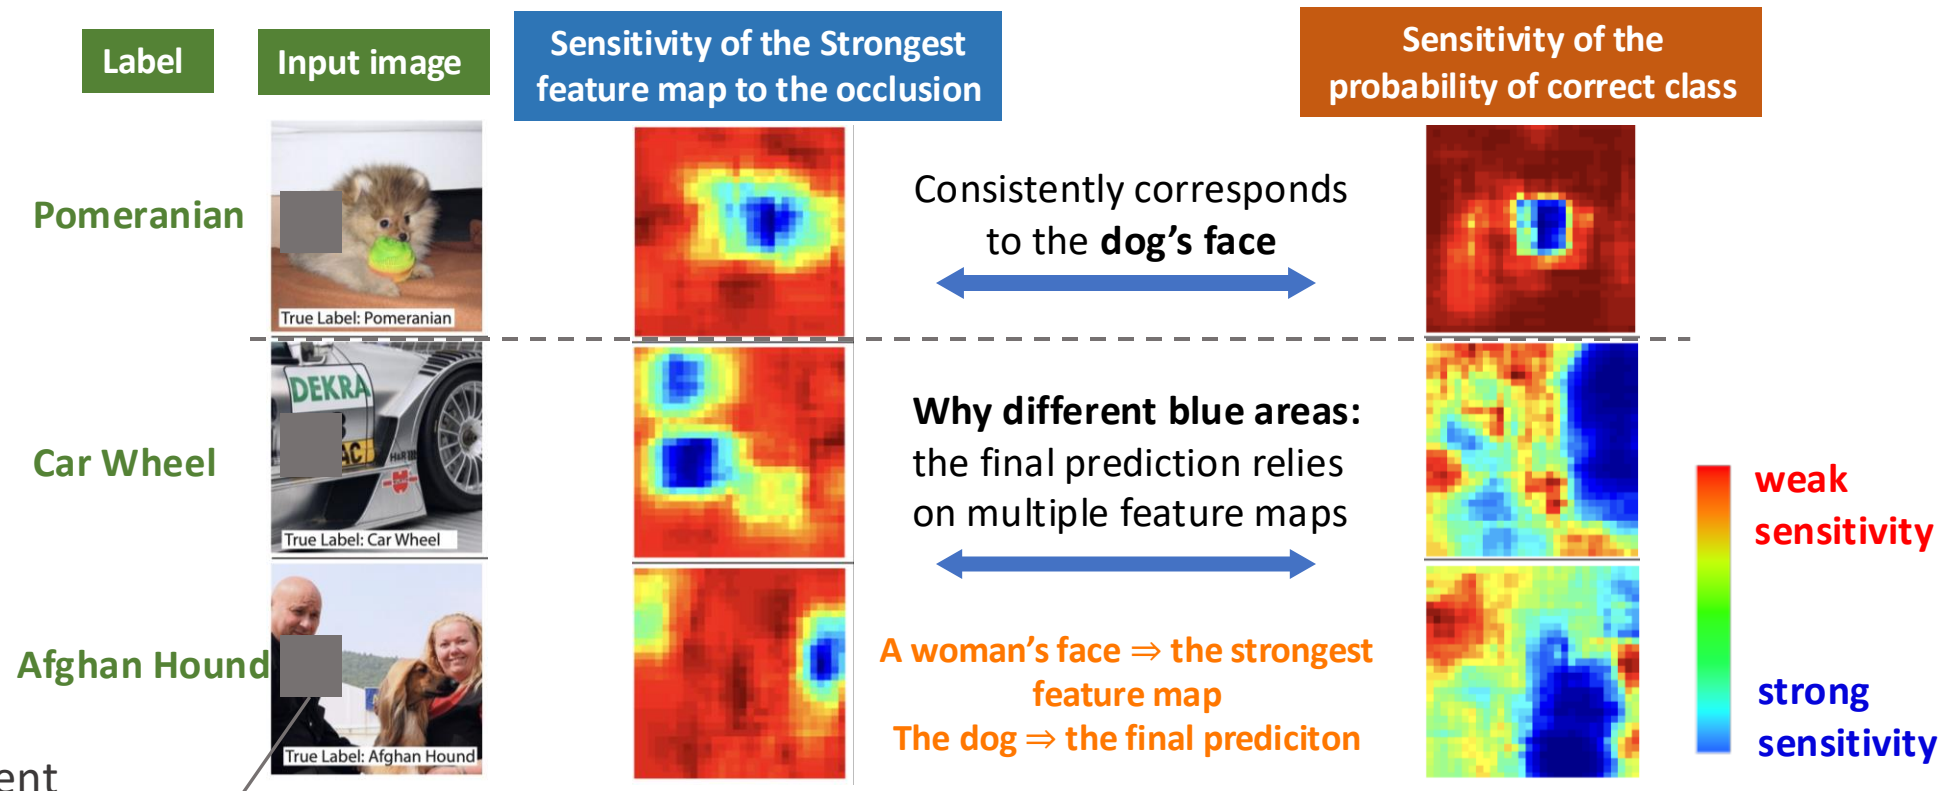 Label
Input image
Sensitivity of the Strongest
feature map to the occlusion
Sensitivity of the
probability of correct class
Pomeranian
True Label: Pomeranian
Consistently corresponds
to the dog's face
Car Wheel
DEKRA
AC
H&R
True Label: Car Wheel
Why different blue areas:
the final prediction relies
on multiple feature maps
weak
sensitivity
strong
sensitivity
Afghan Hound
True Label: Afghan Hound
A woman's face ⇒ the strongest
feature map
The dog ⇒ the final prediciton
ent